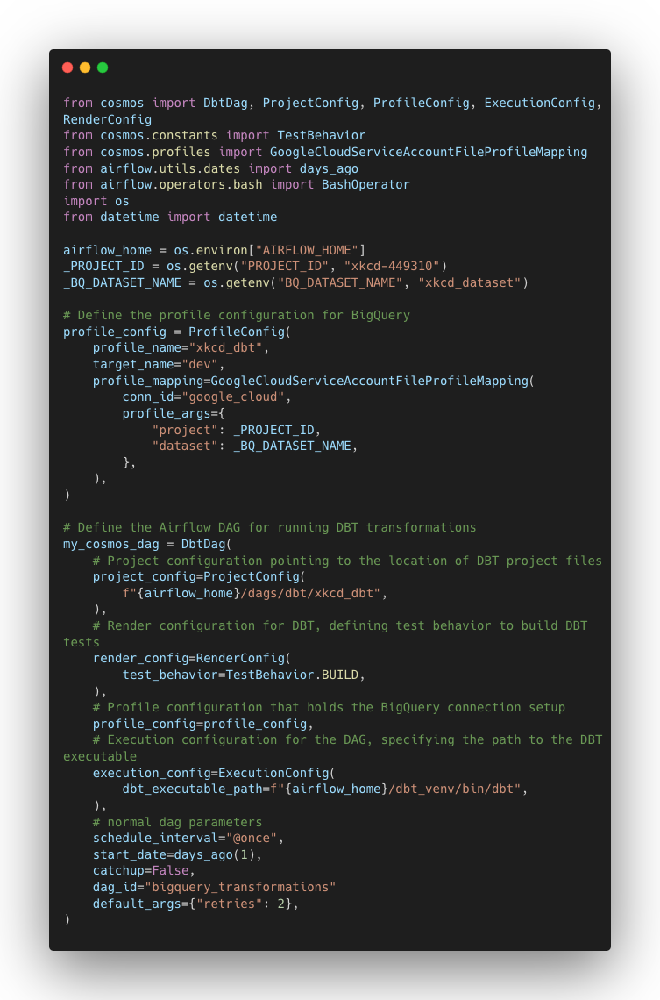 from cosmos import DbtDag, ProjectConfig, ProfileConfig, ExecutionConfig,
RenderConfig
from cosmos.constants import TestBehavior
from cosmos.profiles import GoogleCloudServiceAccountFileProfileMapping
from airflow.utils.dates import days_ago
from airflow.operators.bash import BashOperator
import os
from datetime import datetime

airflow_home = os.environ["AIRFLOW_HOME"]
_PROJECT_ID = os.getenv("PROJECT_ID", "xkcd-449310")
_BQ_DATASET_NAME = os.getenv("BQ_DATASET_NAME", "xkcd_dataset")

# Define the profile configuration for BigQuery
profile_config = ProfileConfig(
    profile_name="xkcd_dbt",
    target_name="dev",
    profile_mapping=GoogleCloudServiceAccountFileProfileMapping(
        conn_id="google_cloud",
        profile_args={
            "project": _PROJECT_ID,
            "dataset": _BQ_DATASET_NAME,
        },
    ),
)

# Define the Airflow DAG for running DBT transformations
my_cosmos_dag = DbtDag(
    # Project configuration pointing to the location of DBT project files
    project_config=ProjectConfig(
        f"{airflow_home}/dags/dbt/xkcd_dbt",
    ),
    # Render configuration for DBT, defining test behavior to build DBT
tests
    render_config=RenderConfig(
        test_behavior=TestBehavior.BUILD,
    ),
    # Profile configuration that holds the BigQuery connection setup
    profile_config=profile_config,
    # Execution configuration for the DAG, specifying the path to the DBT
executable
    execution_config=ExecutionConfig(
        dbt_executable_path=f"{airflow_home}/dbt_venv/bin/dbt",
    ),
    # normal dag parameters
    schedule_interval="@once",
    start_date=days_ago(1),
    catchup=False,
    dag_id="bigquery_transformations"
    default_args={"retries": 2},
)